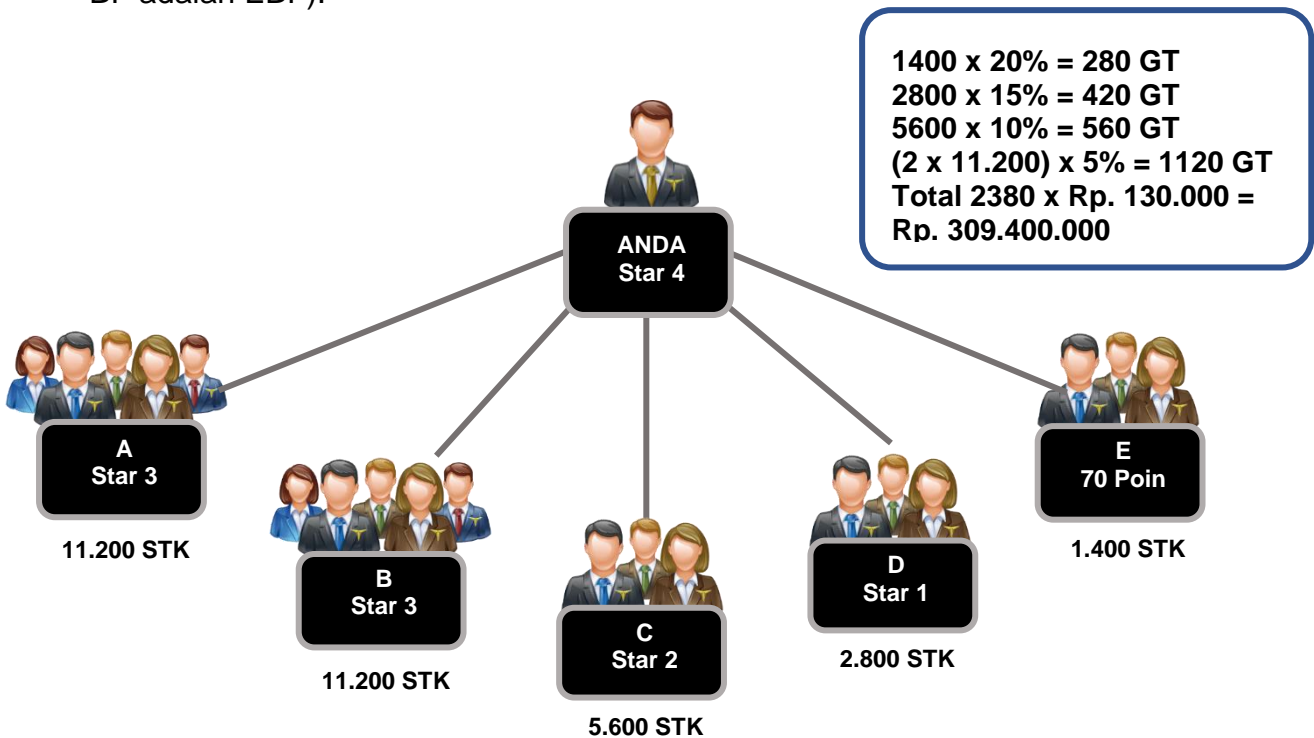 1400 x 20% = 280 GT
2800 x 15% = 420 GT
5600 x 10% = 560 GT
(2 x 11.200) x 5% = 1120 GT
Total 2380 x Rp. 130.000 =
Rp. 309.400.000
ANDA
Star 4
A
Star 3
11.200 STK
B
Star 3
11.200 STK
C
Star 2
5.600 STK
D
Star 1
2.800 STK
E
70 Poin
1.400 STK